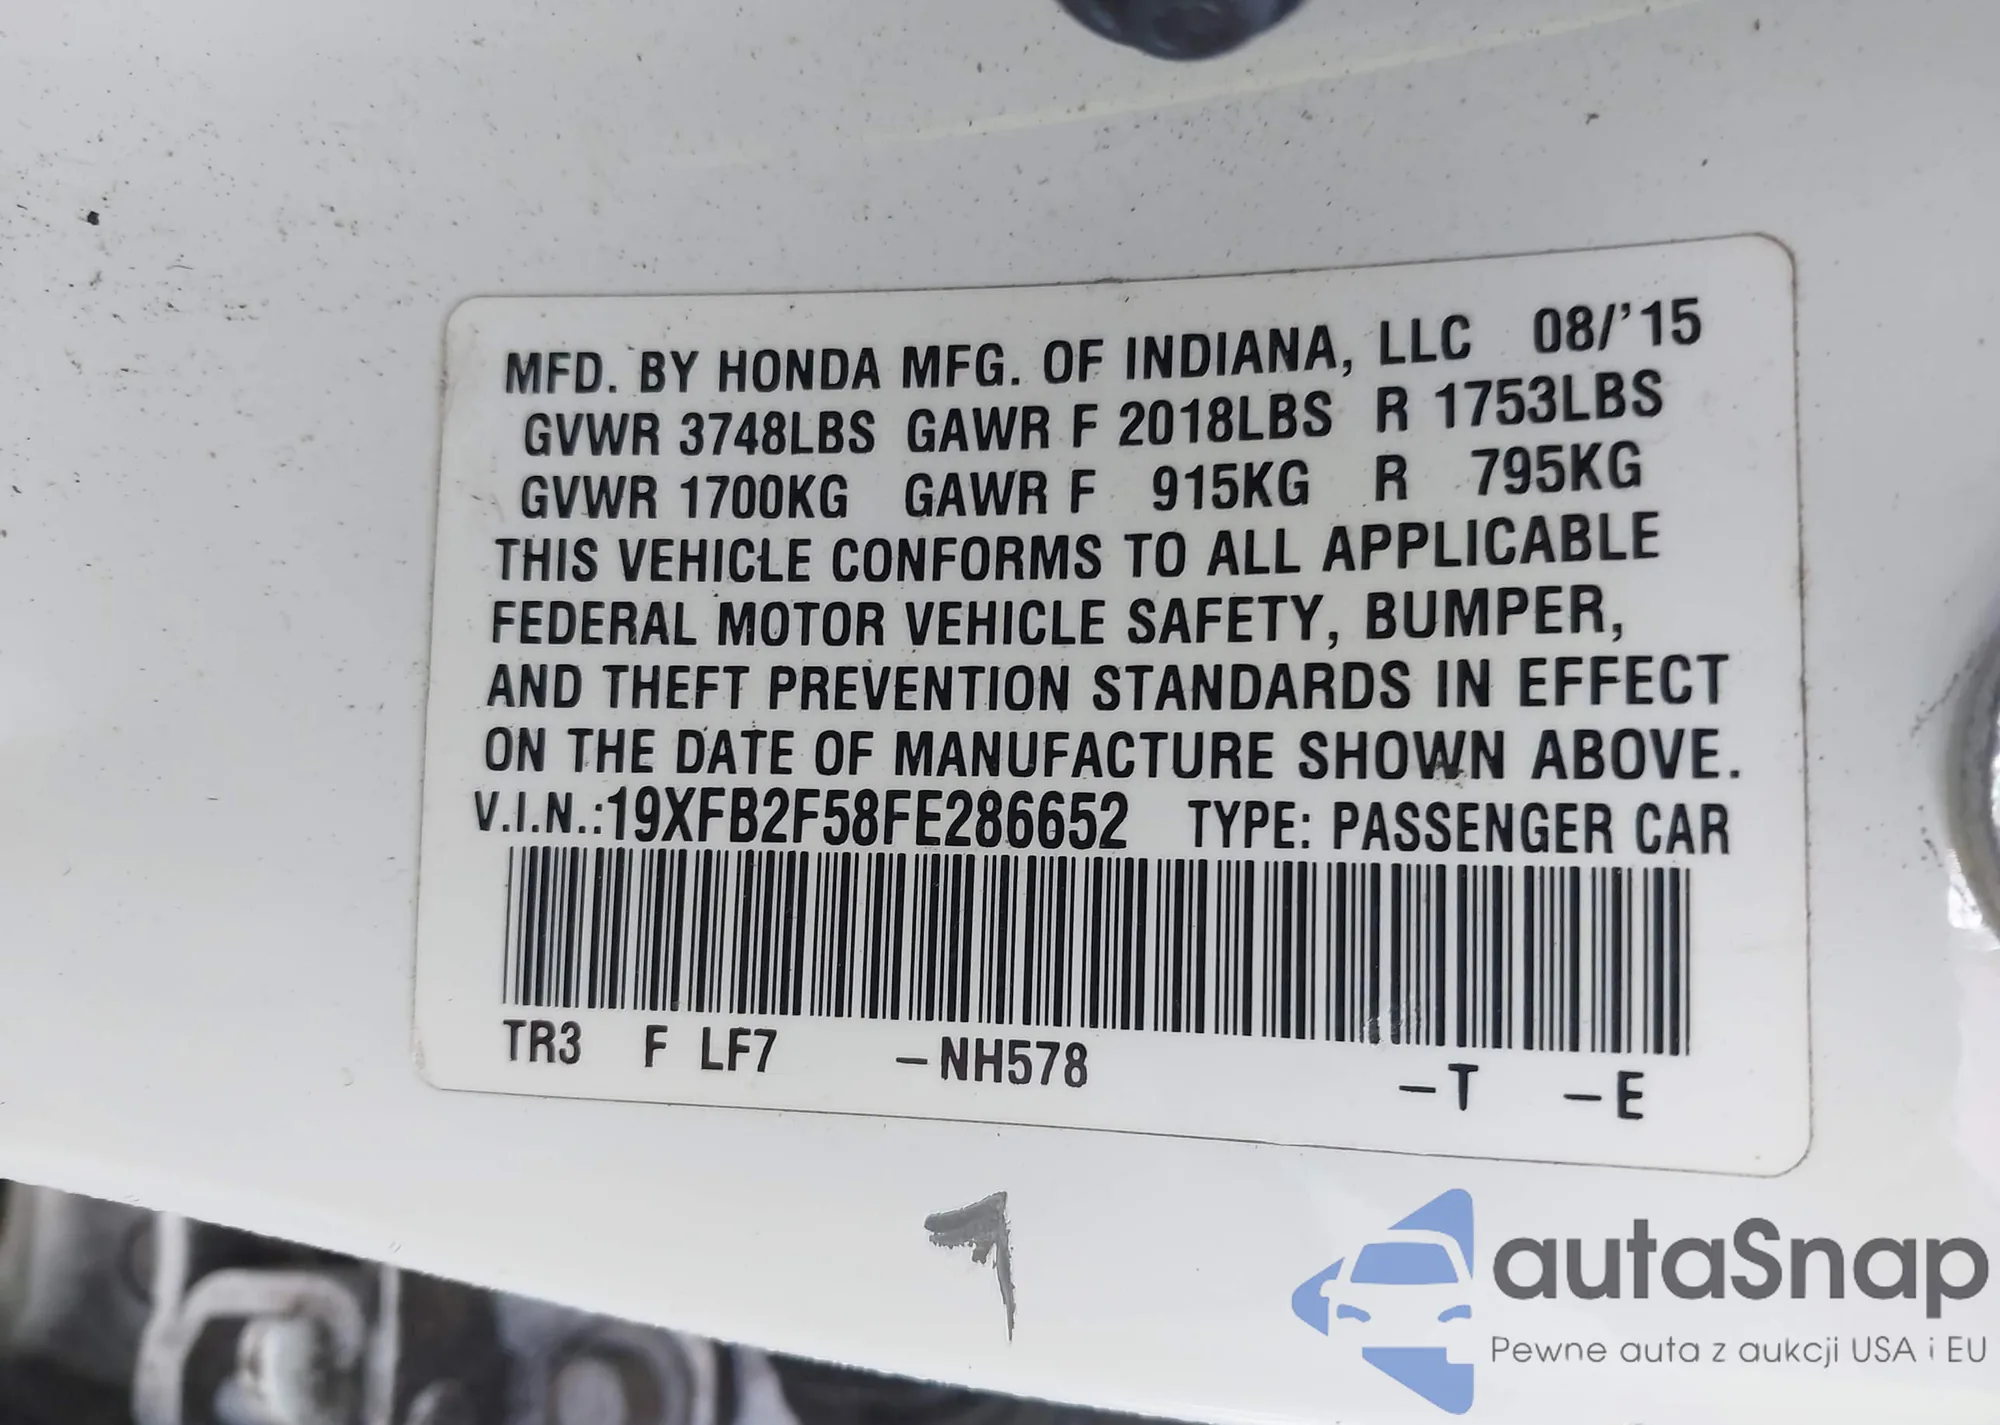 MFD. BY HONDA MFG. OF INDIANA, LLC 08/'15
GVWR 3748LBS GAWR F 2018LBS R 1753LBS
GVWR 1700KG GAWR F 915KG R 795KG
THIS VEHICLE CONFORMS TO ALL APPLICABLE
FEDERAL MOTOR VEHICLE SAFETY, BUMPER,
AND THEFT PREVENTION STANDARDS IN EFFECT
ON THE DATE OF MANUFACTURE SHOWN ABOVE.
V.I.N.:19XFB2F58FE286652 TYPE: PASSENGER CAR
TR3 F LF7 –NH578 –T –E
autaSnap
Pewne auta z aukcji USA i EU